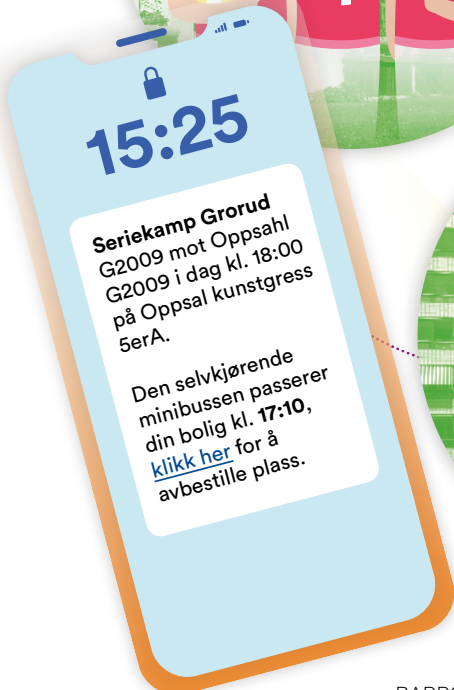 15:25
Seriekamp Grorud
G2009 mot Oppsahl
G2009 i dag kl. 18:00
på Oppsal kunstgress
5erA.
Den selvkjørende
minibussen passerer
din bolig kl. 17:10,
klikk her for å
avbestille plass.